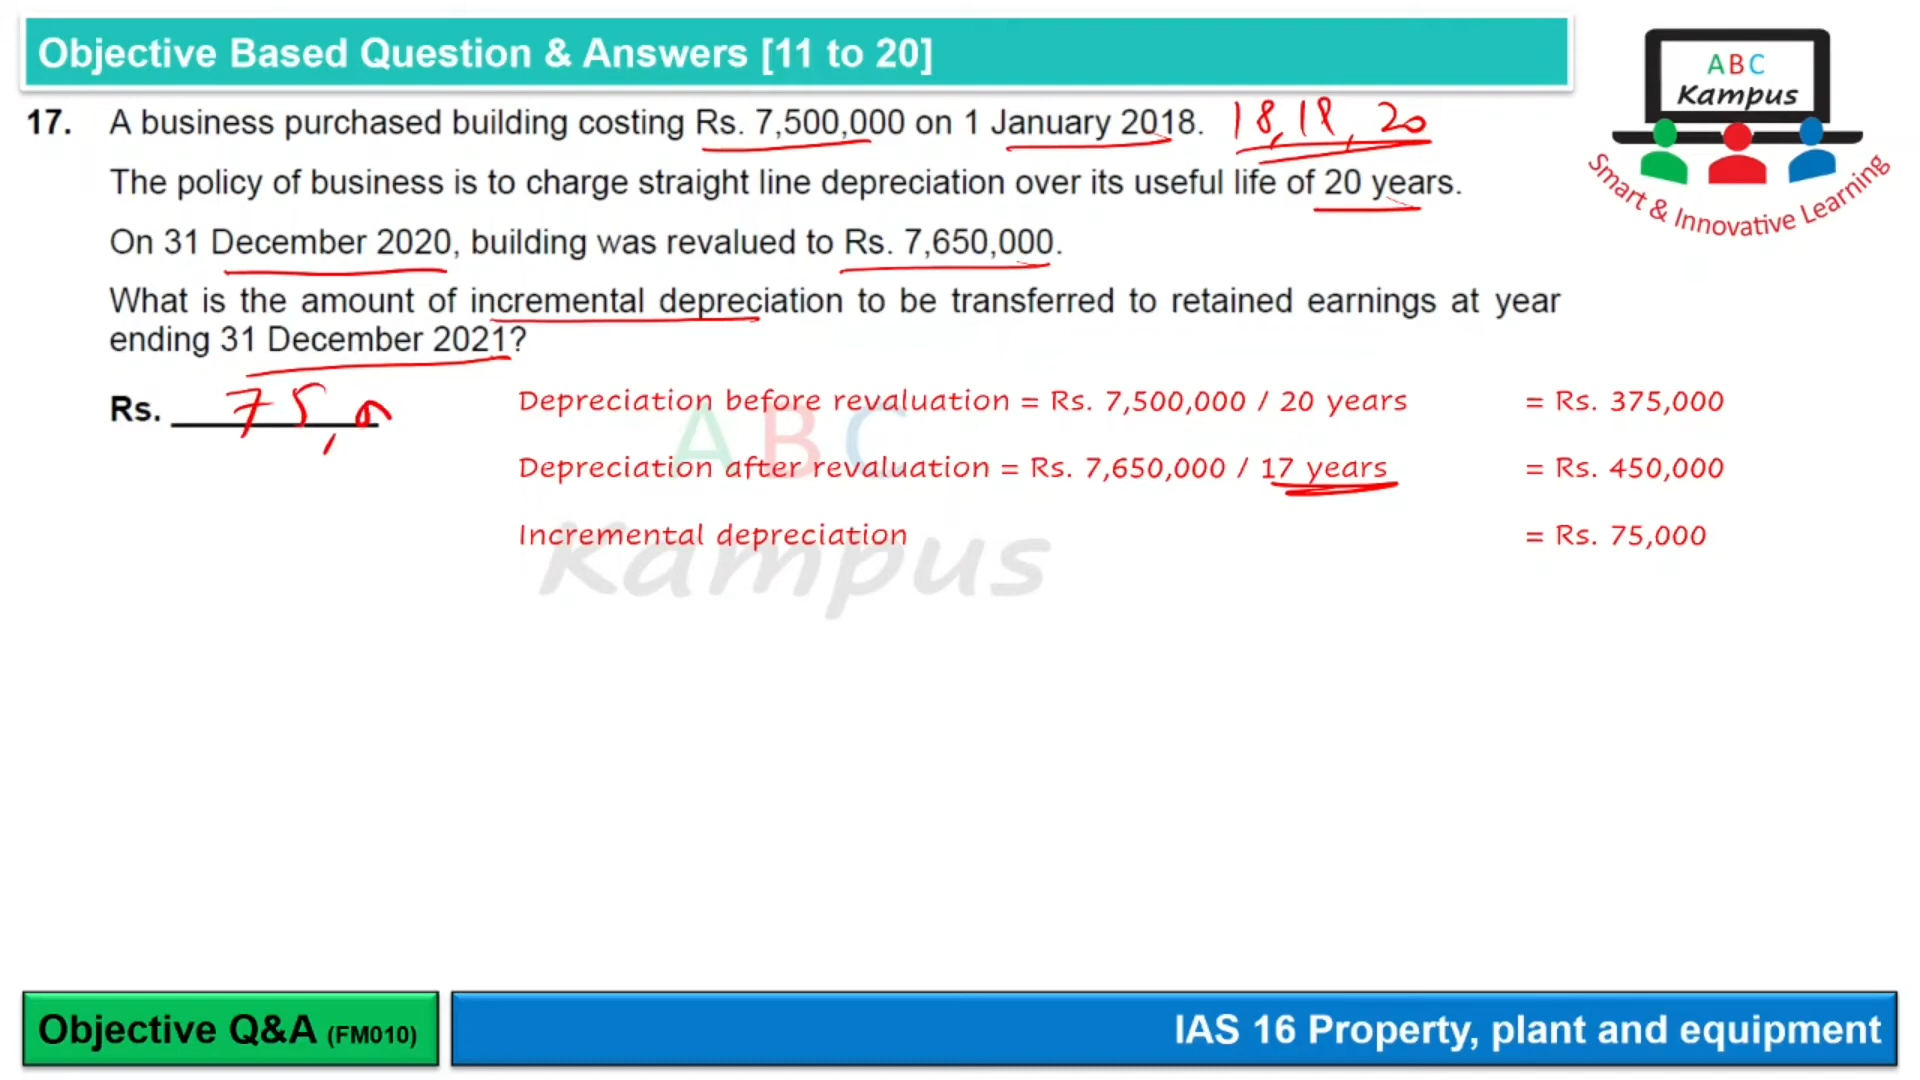 Objective Based Question & Answers [11 to 20]
ABC
Kampus
Smart & Innovative Learning
17. A business purchased building costing Rs. 7,500,000 on 1 January 2018. 18, 19, 20
The policy of business is to charge straight line depreciation over its useful life of 20 years.
On 31 December 2020, building was revalued to Rs. 7,650,000.
What is the amount of incremental depreciation to be transferred to retained earnings at year
ending 31 December 2021?
Rs. 75,0
Depreciation before revaluation = Rs. 7,500,000 / 20 years = Rs. 375,000
Depreciation after revaluation = Rs. 7,650,000 / 17 years = Rs. 450,000
Incremental depreciation = Rs. 75,000
ABC
Kampus
Objective Q&A (FM010)
IAS 16 Property, plant and equipment